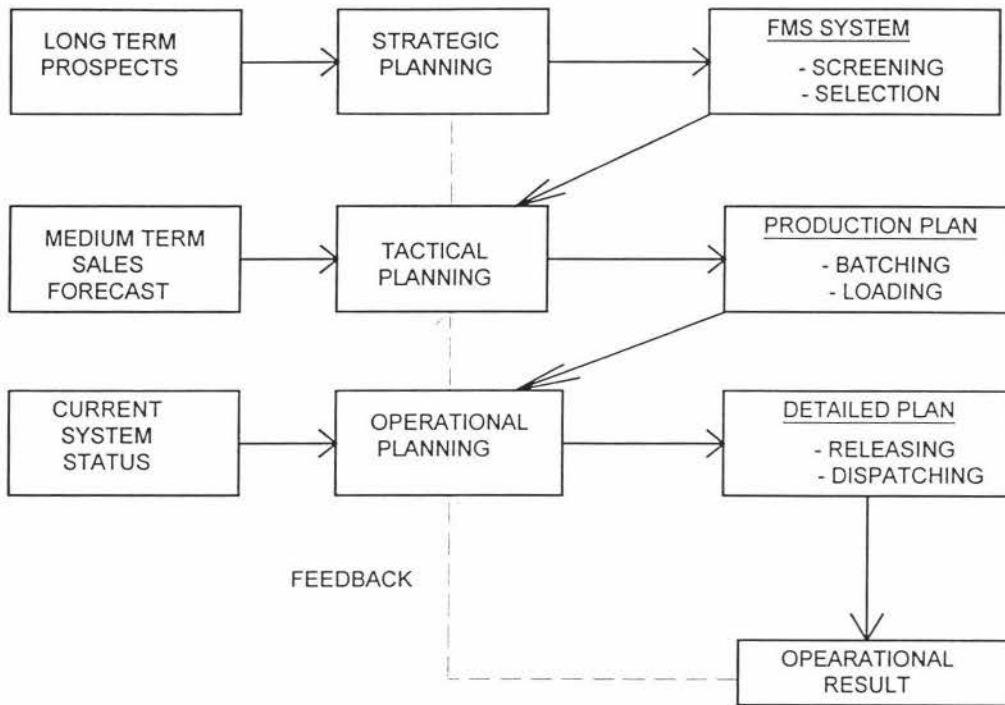 LONG TERM
PROSPECTS
STRATEGIC
PLANNING
FMS SYSTEM
- SCREENING
- SELECTION
MEDIUM TERM
SALES
FORECAST
TACTICAL
PLANNING
PRODUCTION PLAN
- BATCHING
- LOADING
CURRENT
SYSTEM
STATUS
OPERATIONAL
PLANNING
DETAILED PLAN
- RELEASING
- DISPATCHING
FEEDBACK
OPEARATIONAL
RESULT